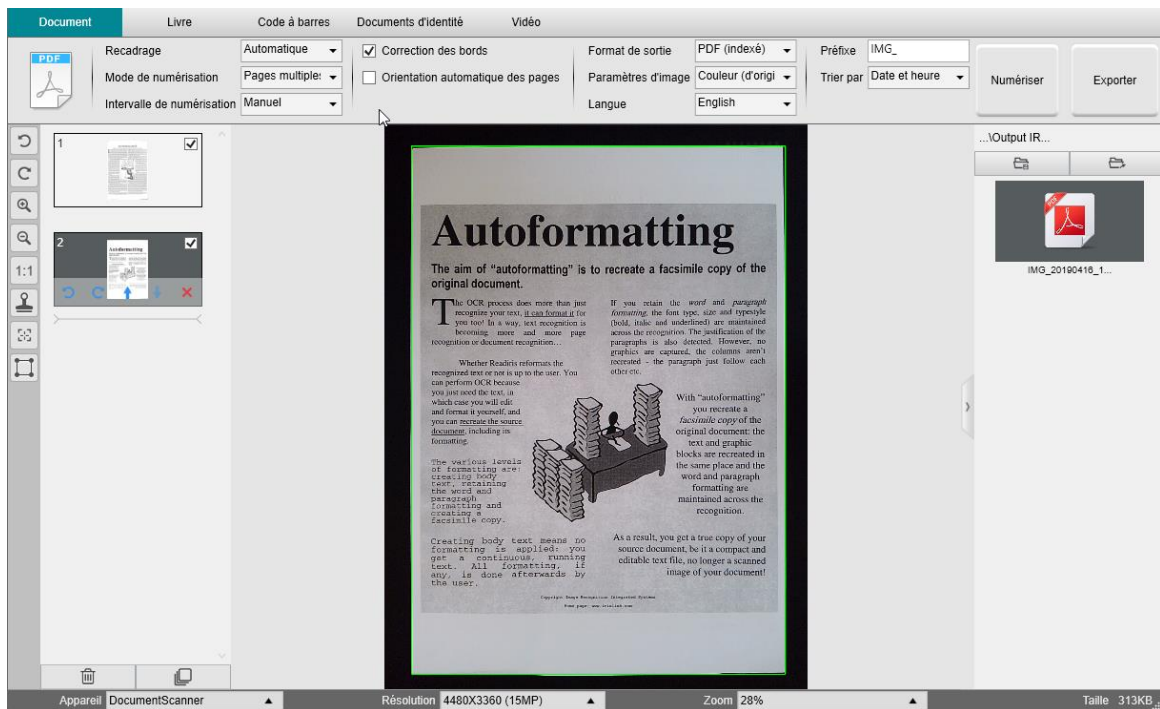 Document
Livre
Code à barres
Documents d'identité
Vidéo
PDF
Recadrage
Automatique
Mode de numérisation
Pages multiple:
Intervalle de numérisation
Manuel
Correction des bords
Orientation automatique des pages
Format de sortie
PDF (indexé)
Paramètres d'image
Couleur (d'origi
Langue
English
Préfixe
IMG_
Trier par
Date et heure
Numériser
Exporter
1
2
1:1
Autoformatting
The aim of "autoformatting" is to recreate a facsimile copy of the
original document.
The OCR process does more than just
recognize your text, it can format it for
you too! In a way, text recognition is
becoming more and more page
recognition or document recognition…
Whether Readiris reformats the
recognized text or not is up to the user. You
can perform OCR because
you just need the text, in
which case you will edit
and format it yourself, and
you can recreate the source
document, including its
formatting.
The various levels
of formatting are:
creating body
text, retaining
the word and
paragraph
formatting and
creating a
facsimile copy.
Creating body text means no
formatting is applied: you
get a continuous, running
text. All formatting, if
any, is done afterwards by
the user.
If you retain the word and paragraph
formatting, the font type, size and typestyle
(bold, italic and underlined) are maintained
across the recognition. The justification of the
paragraphs is also detected. However, no
graphics are captured, the columns aren't
recreated - the paragraph just follow each
other etc.
With "autoformatting"
you recreate a
facsimile copy of the
original document: the
text and graphic
blocks are recreated in
the same place and the
word and paragraph
formatting are
maintained across the
recognition.
As a result, you get a true copy of your
source document, be it a compact and
editable text file, no longer a scanned
image of your document!
Copyright Image Recognition Integrated Systems
Home page: www.irislink.com
...\Output IR...
PDF
IMG_20190416_1...
Appareil
DocumentScanner
Résolution
4480X3360 (15MP)
Zoom
28%
Taille 313KB